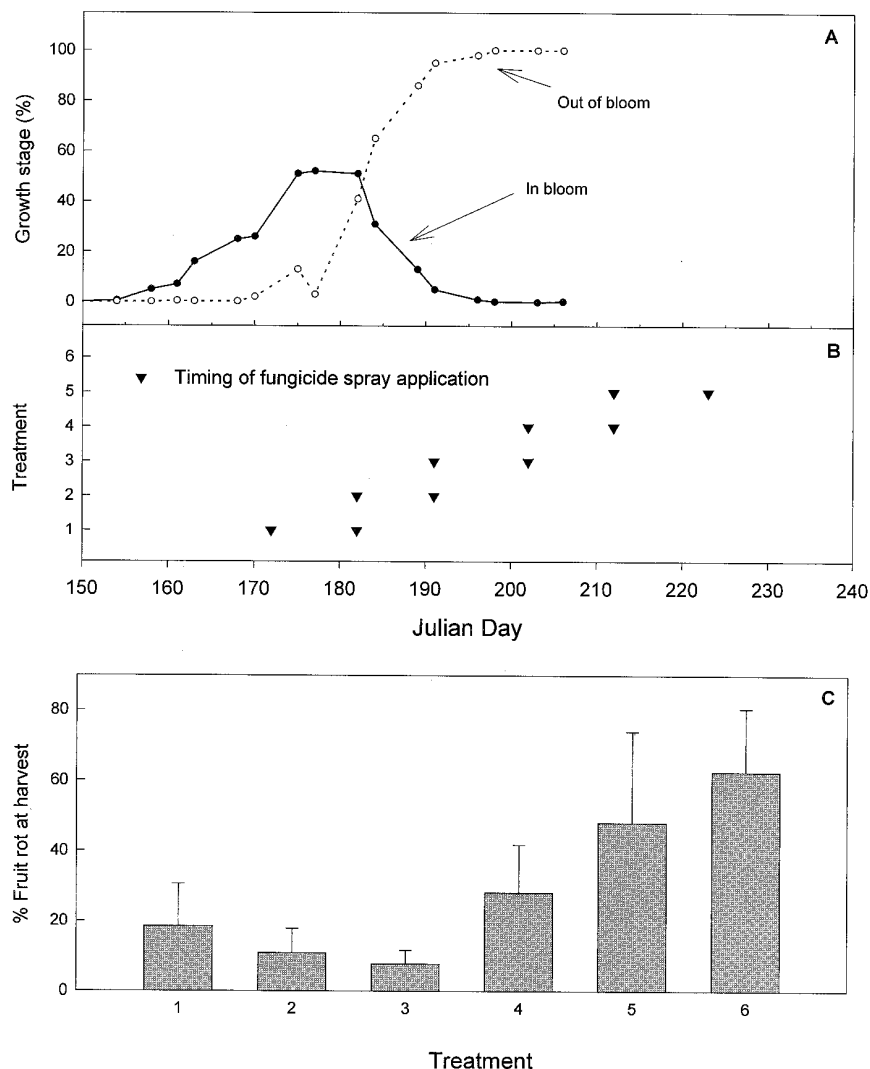 A
100
80
60
40
20
0
Growth stage (%)
Out of bloom
In bloom
B
6
5
4
3
2
1
Treatment
Timing of fungicide spray application
150 160 170 180 190 200 210 220 230 240
Julian Day
C
80
60
40
20
0
% Fruit rot at harvest
1 2 3 4 5 6
Treatment